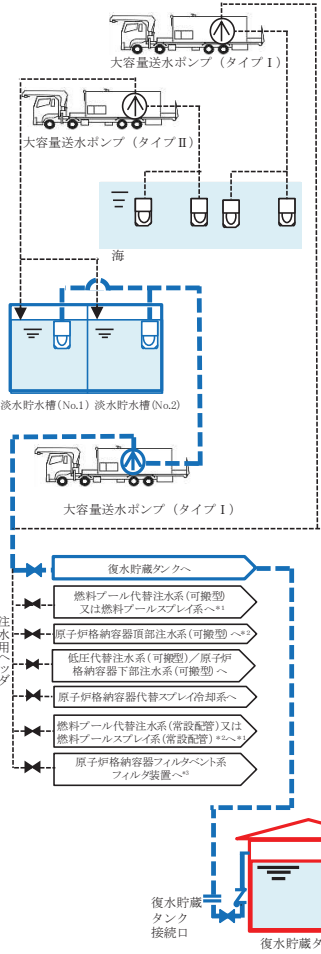 大容量送水ポンプ（タイプⅠ）
大容量送水ポンプ（タイプⅡ）
海
淡水貯水槽(No.1) 淡水貯水槽(No.2)
大容量送水ポンプ（タイプⅠ）
注水用ヘッダ
復水貯蔵タンクへ
燃料プール代替注水系(可搬型)
又は燃料プールスプレイ系へ*1
原子炉格納容器頂部注水系(可搬型)へ*2
低圧代替注水系(可搬型)／原子炉
格納容器下部注水系(可搬型)へ
原子炉格納容器代替スプレイ冷却系へ
燃料プール代替注水系(常設配管)又は
燃料プールスプレイ系(常設配管)*2へ*1
原子炉格納容器フィルタベント系
フィルタ装置へ*3
復水貯蔵
タンク
接続口
復水貯蔵タ